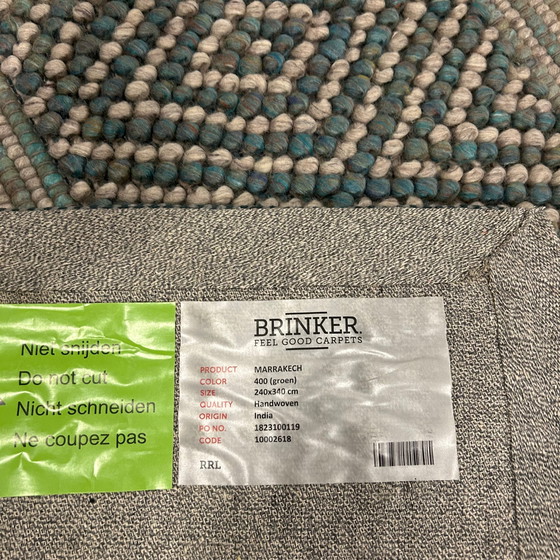 Niet snijden
Do not cut
Nicht schneiden
Ne coupez pas
BRINKER.
FEEL GOOD CARPETS
PRODUCT MARRAKECH
COLOR 400 (groen)
SIZE 240x340 cm
QUALITY Handwoven
ORIGIN India
PO NO. 1823100119
CODE 10002618
RRL